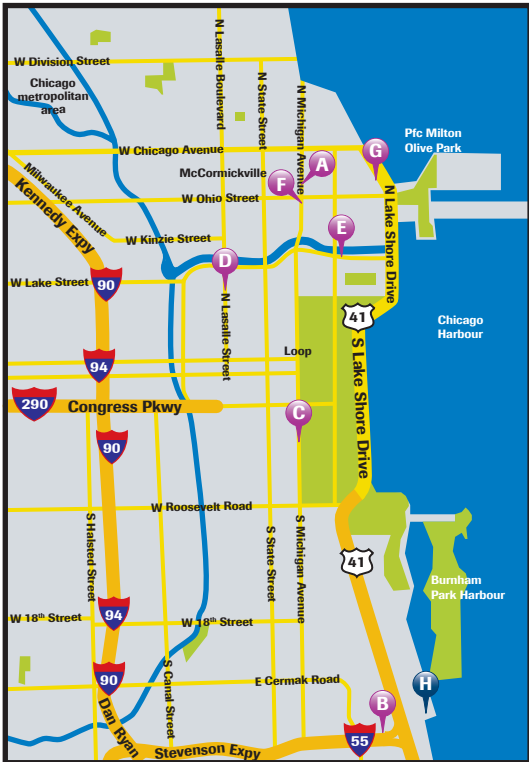 N Lasalle Boulevard
N State Street
N Michigan Avenue
W Division Street
Chicago
metropolitan
area
W Chicago Avenue
Pfc Milton
Olive Park
G
A
McCormickville
F
Milwaukee Avenue
W Ohio Street
Kennedy Expy
N Lake Shore Drive
E
W Kinzie Street
D
W Lake Street
90
N Lasalle Street
41
Chicago
Harbour
Loop
94
S Lake Shore Drive
290
Congress Pkwy
C
90
W Roosevelt Road
S Halsted Street
S State Street
S Michigan Avenue
41
Burnham
Park Harbour
94
W 18th Street
W 18th Street
S Canal Street
90
E Cermak Road
H
B
Dan Ryan
Stevenson Expy
55